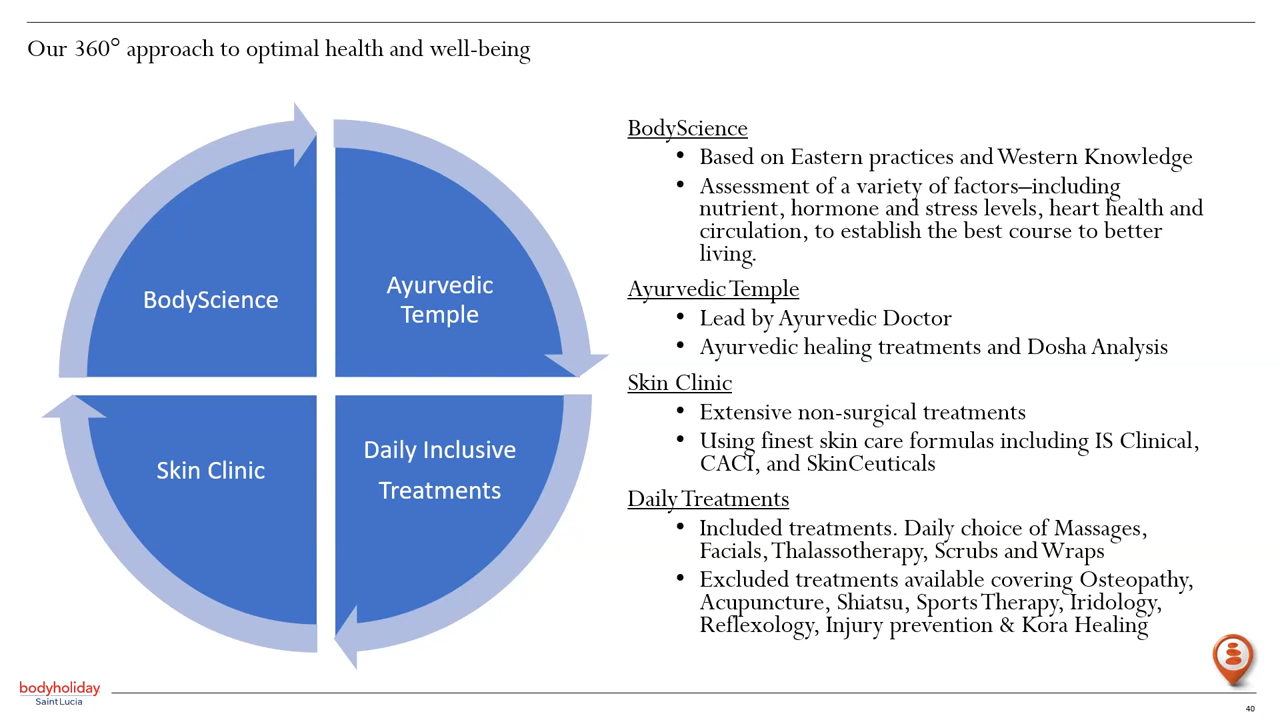 Our 360° approach to optimal health and well-being
BodyScience
Ayurvedic
Temple
Skin Clinic
Daily Inclusive
Treatments
BodyScience
• Based on Eastern practices and Western Knowledge
• Assessment of a variety of factors–including
nutrient, hormone and stress levels, heart health and
circulation, to establish the best course to better
living.
Ayurvedic Temple
• Lead by Ayurvedic Doctor
• Ayurvedic healing treatments and Dosha Analysis
Skin Clinic
• Extensive non-surgical treatments
• Using finest skin care formulas including IS Clinical,
CACI, and SkinCeuticals
Daily Treatments
• Included treatments. Daily choice of Massages,
Facials, Thalassotherapy, Scrubs and Wraps
• Excluded treatments available covering Osteopathy,
Acupuncture, Shiatsu, Sports Therapy, Iridology,
Reflexology, Injury prevention & Kora Healing
bodyholiday
Saint Lucia
40